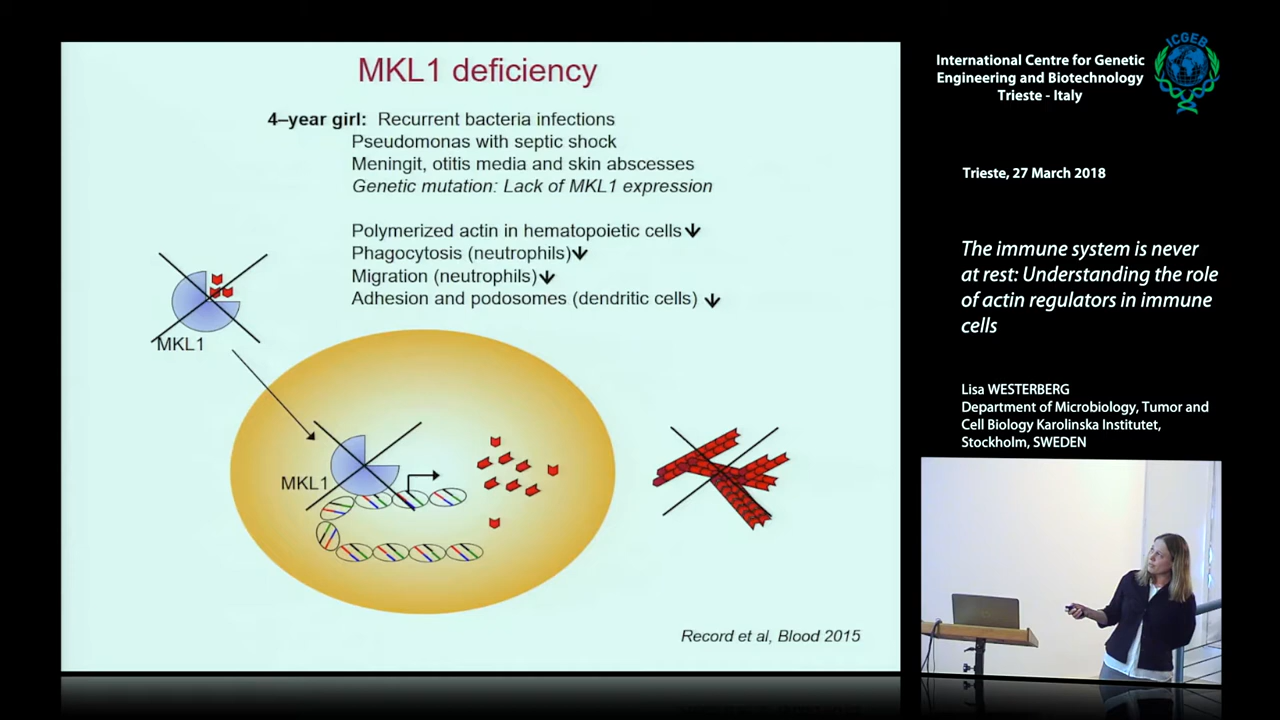 MKL1 deficiency
4–year girl: Recurrent bacteria infections
Pseudomonas with septic shock
Meningit, otitis media and skin abscesses
Genetic mutation: Lack of MKL1 expression
Polymerized actin in hematopoietic cells
Phagocytosis (neutrophils)
Migration (neutrophils)
Adhesion and podosomes (dendritic cells)
MKL1
MKL1
Record et al, Blood 2015
International Centre for Genetic
Engineering and Biotechnology
Trieste - Italy
ICGEB
Trieste, 27 March 2018
The immune system is never
at rest: Understanding the role
of actin regulators in immune
cells
Lisa WESTERBERG
Department of Microbiology, Tumor and
Cell Biology Karolinska Institutet,
Stockholm, SWEDEN